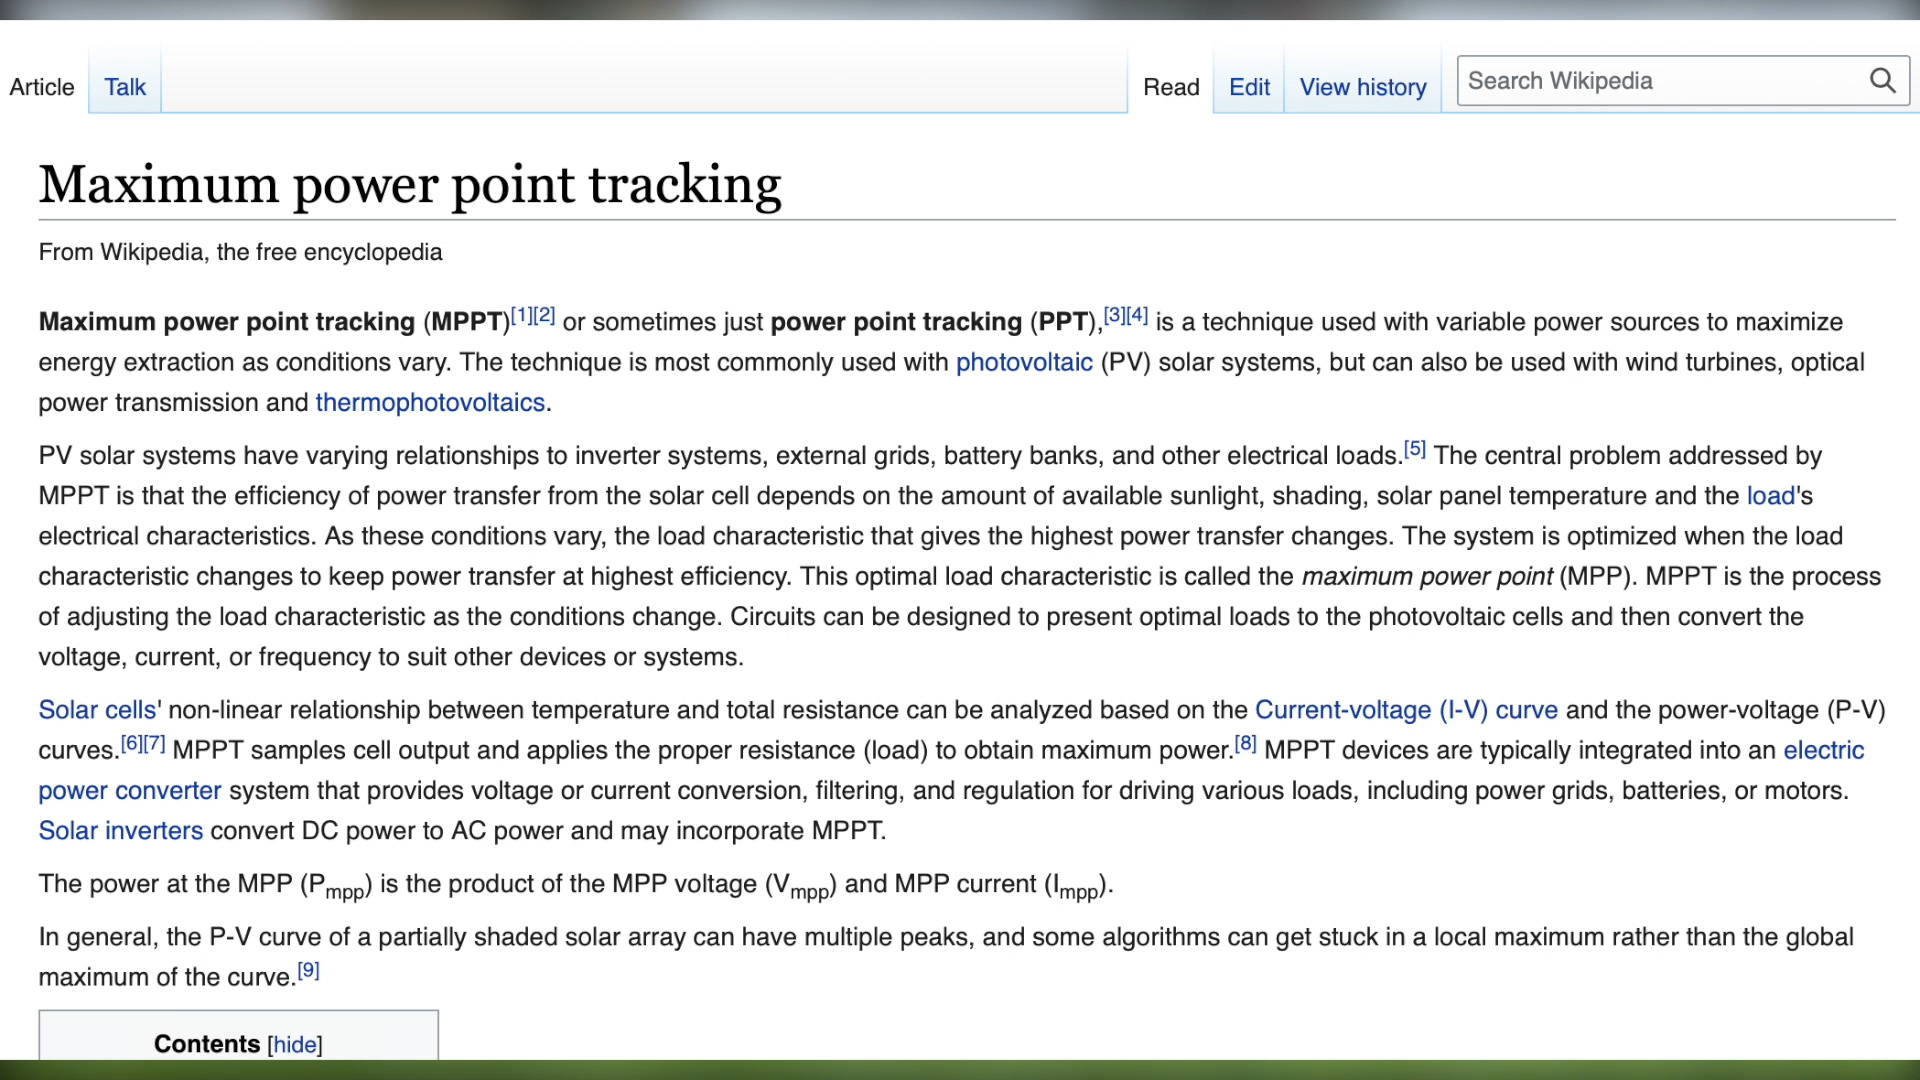 Article Talk Read Edit View history Search Wikipedia
Maximum power point tracking
From Wikipedia, the free encyclopedia
Maximum power point tracking (MPPT)[1][2] or sometimes just power point tracking (PPT),[3][4] is a technique used with variable power sources to maximize
energy extraction as conditions vary. The technique is most commonly used with photovoltaic (PV) solar systems, but can also be used with wind turbines, optical
power transmission and thermophotovoltaics.
PV solar systems have varying relationships to inverter systems, external grids, battery banks, and other electrical loads.[5] The central problem addressed by
MPPT is that the efficiency of power transfer from the solar cell depends on the amount of available sunlight, shading, solar panel temperature and the load's
electrical characteristics. As these conditions vary, the load characteristic that gives the highest power transfer changes. The system is optimized when the load
characteristic changes to keep power transfer at highest efficiency. This optimal load characteristic is called the maximum power point (MPP). MPPT is the process
of adjusting the load characteristic as the conditions change. Circuits can be designed to present optimal loads to the photovoltaic cells and then convert the
voltage, current, or frequency to suit other devices or systems.
Solar cells' non-linear relationship between temperature and total resistance can be analyzed based on the Current-voltage (I-V) curve and the power-voltage (P-V)
curves.[6][7] MPPT samples cell output and applies the proper resistance (load) to obtain maximum power.[8] MPPT devices are typically integrated into an electric
power converter system that provides voltage or current conversion, filtering, and regulation for driving various loads, including power grids, batteries, or motors.
Solar inverters convert DC power to AC power and may incorporate MPPT.
The power at the MPP (Pmpp) is the product of the MPP voltage (Vmpp) and MPP current (Impp).
In general, the P-V curve of a partially shaded solar array can have multiple peaks, and some algorithms can get stuck in a local maximum rather than the global
maximum of the curve.[9]
Contents [hide]